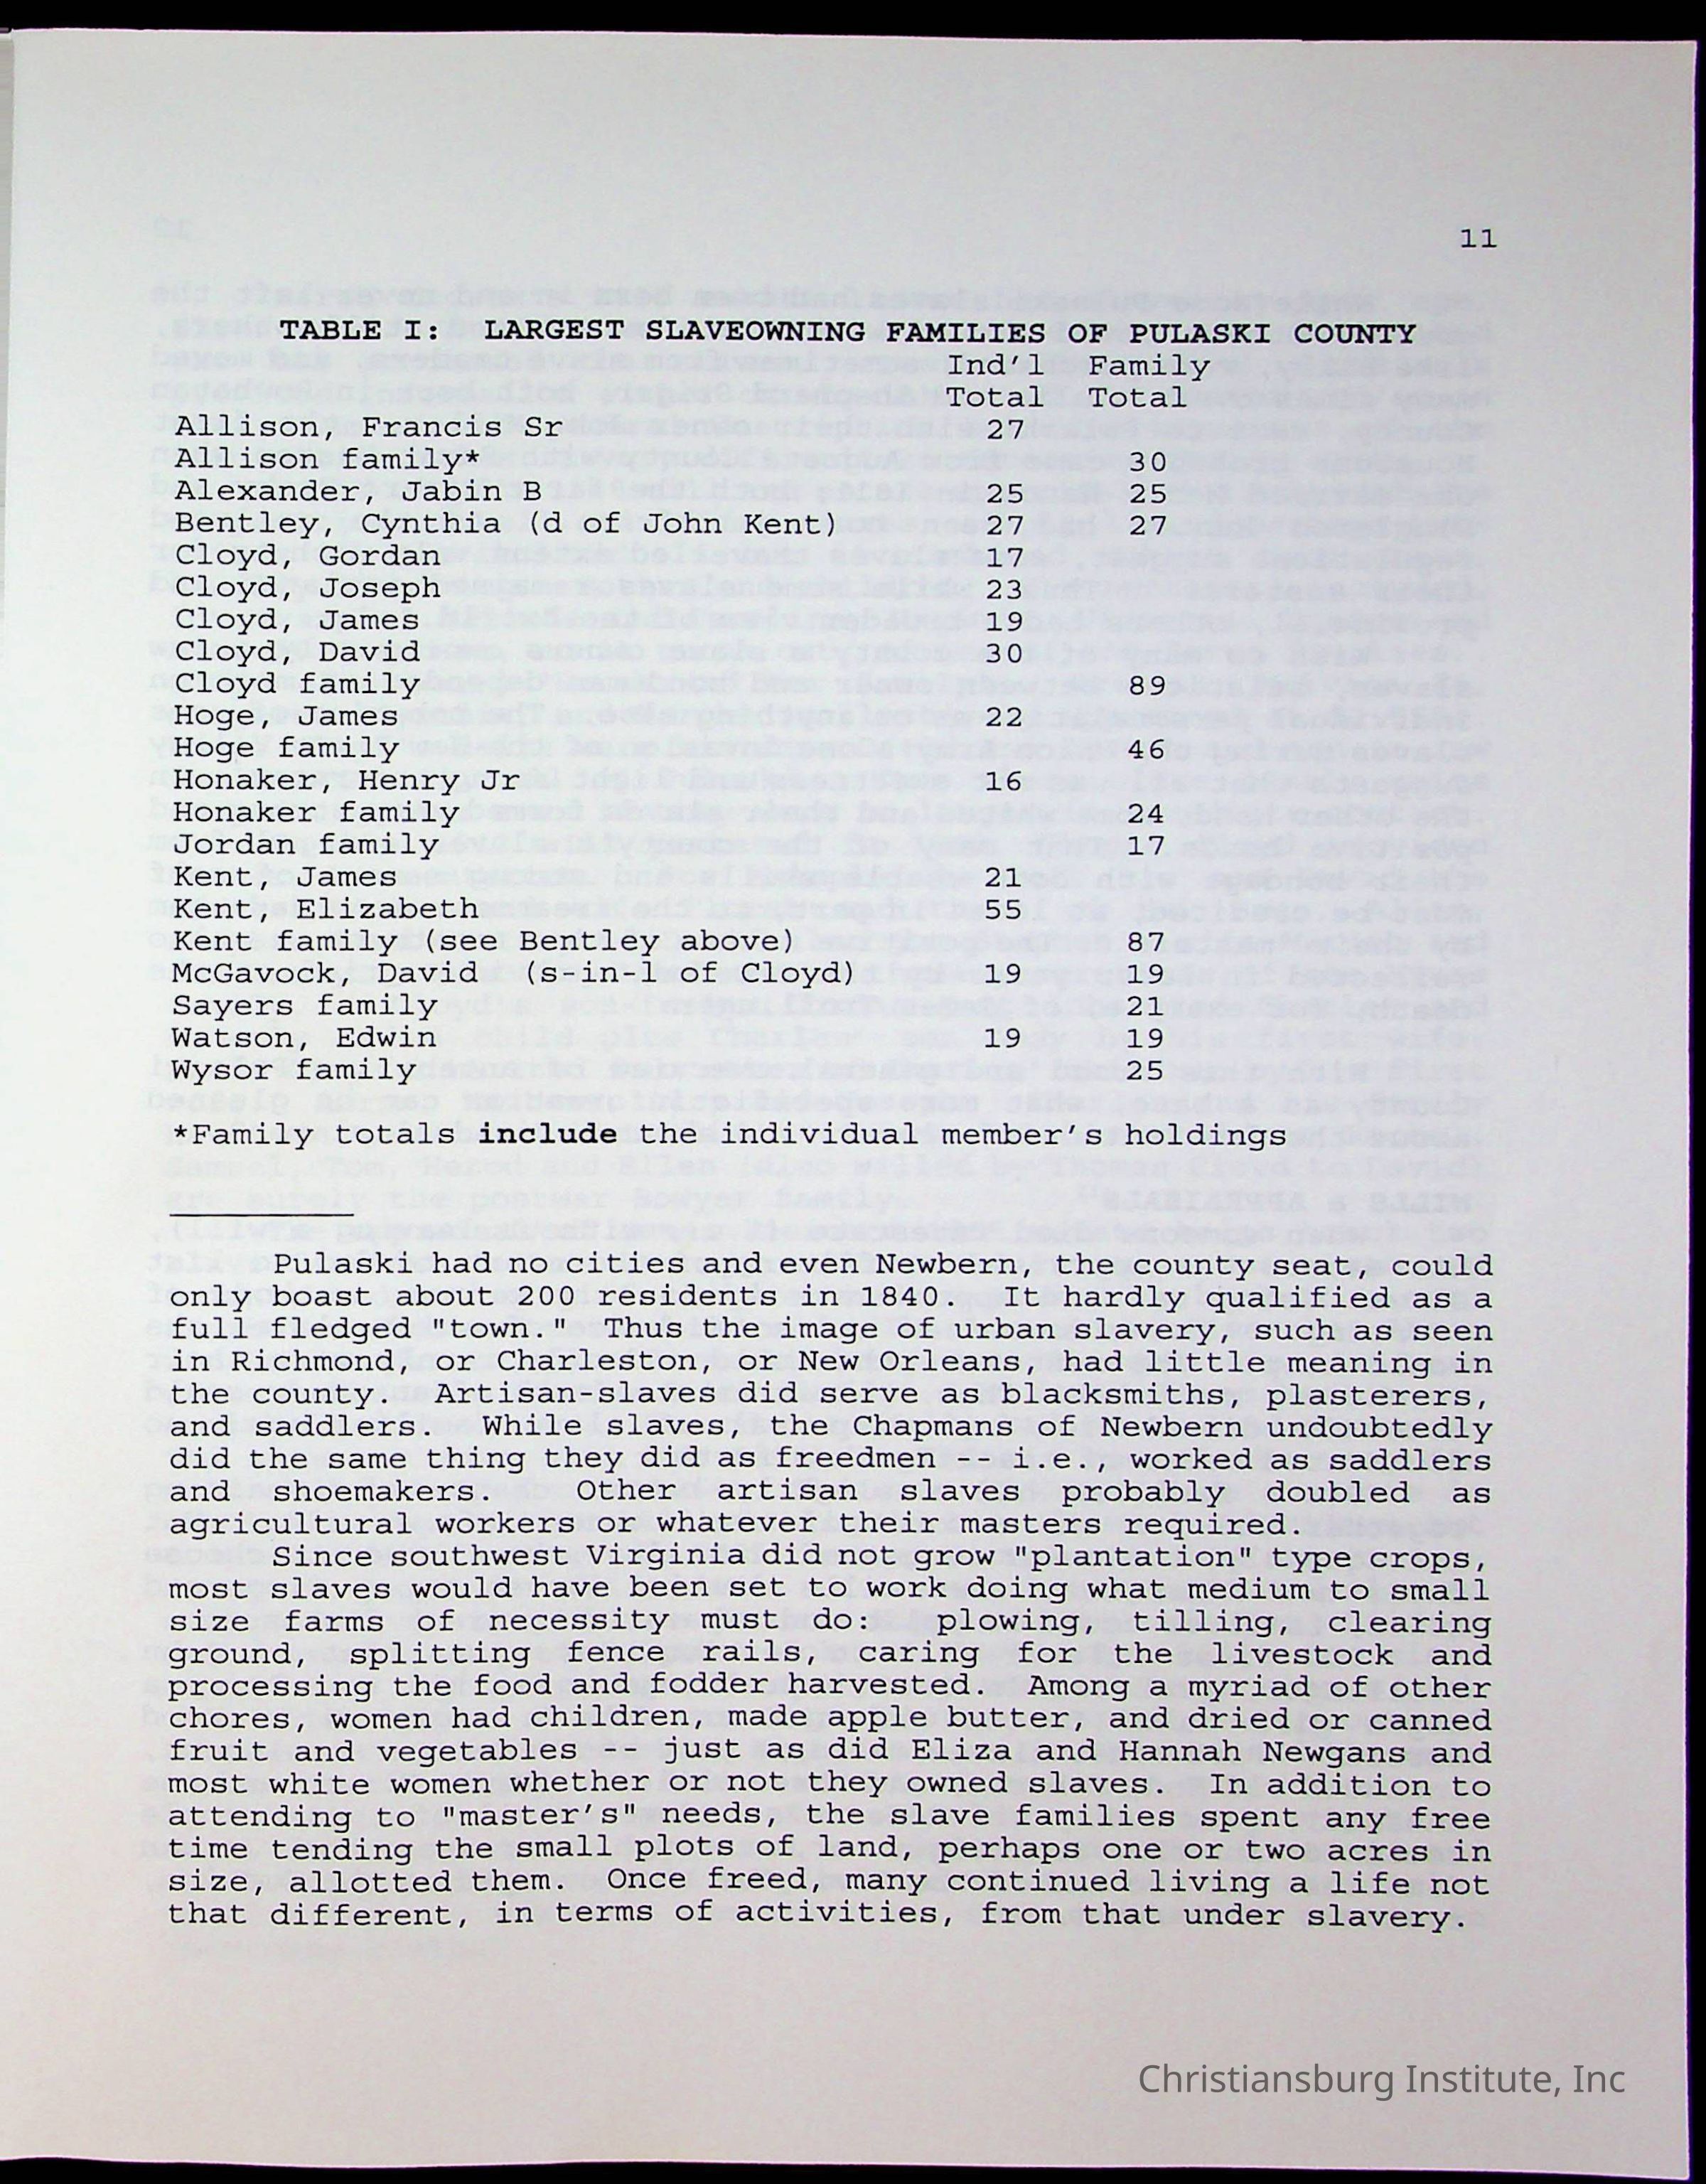 11
TABLE I: LARGEST SLAVEOWNING FAMILIES OF PULASKI COUNTY
Ind'l Family
Total Total
Allison, Francis Sr 27
Allison family* 30
Alexander, Jabin B 25 25
Bentley, Cynthia (d of John Kent) 27 27
Cloyd, Gordan 17
Cloyd, Joseph 23
Cloyd, James 19
Cloyd, David 30
Cloyd family 89
Hoge, James 22
Hoge family 46
Honaker, Henry Jr 16
Honaker family 24
Jordan family 17
Kent, James 21
Kent, Elizabeth 55
Kent family (see Bentley above) 87
McGavock, David (s-in-l of Cloyd) 19 19
Sayers family 21
Watson, Edwin 19 19
Wysor family 25
*Family totals include the individual member's holdings
Pulaski had no cities and even Newbern, the county seat, could
only boast about 200 residents in 1840. It hardly qualified as a
full fledged "town." Thus the image of urban slavery, such as seen
in Richmond, or Charleston, or New Orleans, had little meaning in
the county. Artisan-slaves did serve as blacksmiths, plasterers,
and saddlers. While slaves, the Chapmans of Newbern undoubtedly
did the same thing they did as freedmen -- i.e., worked as saddlers
and shoemakers. Other artisan slaves probably doubled as
agricultural workers or whatever their masters required.
Since southwest Virginia did not grow "plantation" type crops,
most slaves would have been set to work doing what medium to small
size farms of necessity must do: plowing, tilling, clearing
ground, splitting fence rails, caring for the livestock and
processing the food and fodder harvested. Among a myriad of other
chores, women had children, made apple butter, and dried or canned
fruit and vegetables -- just as did Eliza and Hannah Newgans and
most white women whether or not they owned slaves. In addition to
attending to "master's" needs, the slave families spent any free
time tending the small plots of land, perhaps one or two acres in
size, allotted them. Once freed, many continued living a life not
that different, in terms of activities, from that under slavery.
Christiansburg Institute, Inc